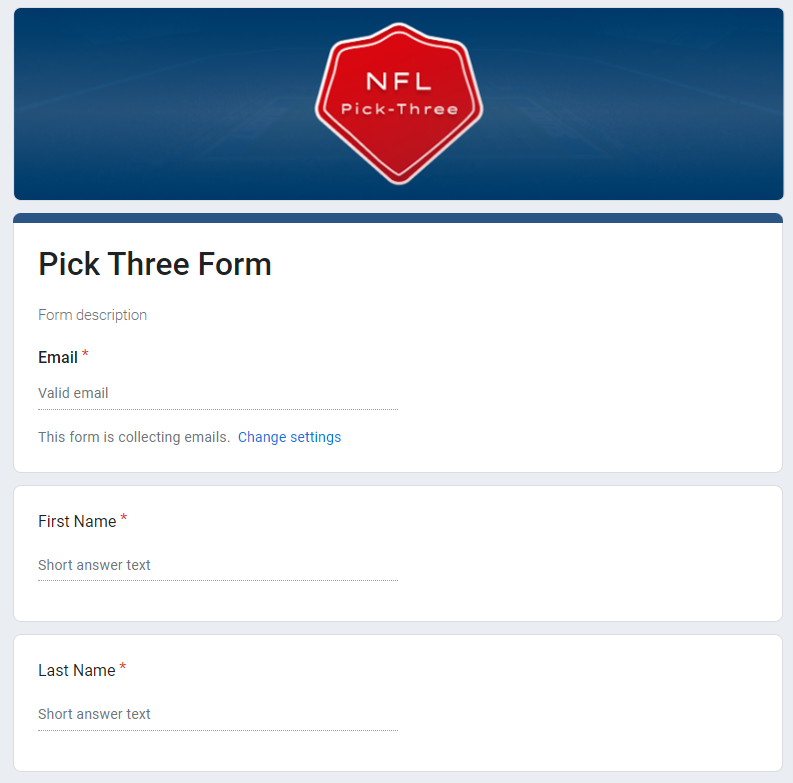 NFL
Pick-Three
Pick Three Form
Form description
Email *
Valid email
This form is collecting emails. Change settings
First Name *
Short answer text
Last Name *
Short answer text